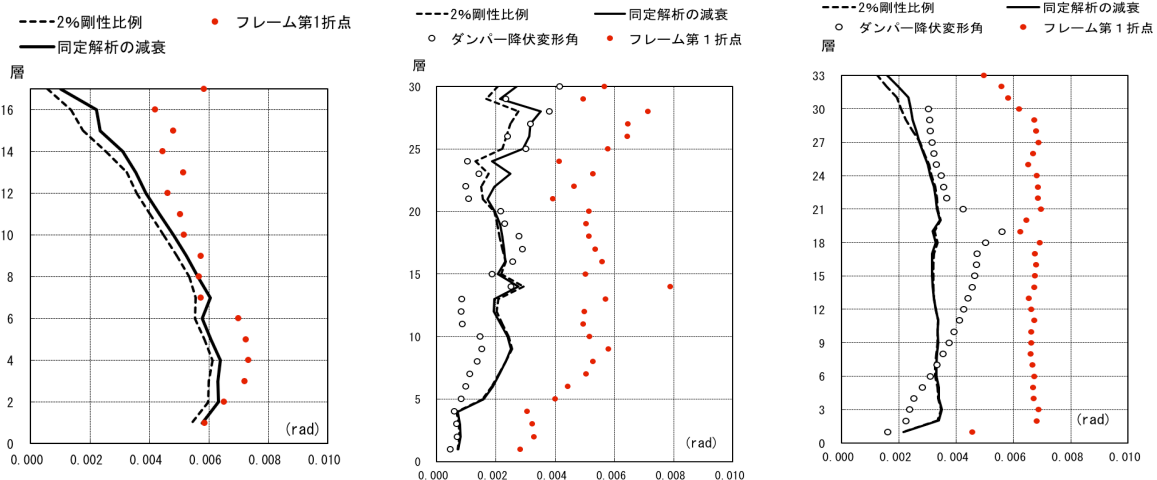 2%剛性比例
フレーム第1折点
同定解析の減衰
層
16
14
12
10
8
6
4
2
0
(rad)
0.000 0.002 0.004 0.006 0.008 0.010
2%剛性比例
同定解析の減衰
ダンパー降伏変形角
フレーム第１折点
層
30
25
20
15
10
5
0
(rad)
0.000 0.002 0.004 0.006 0.008 0.010
2%剛性比例
同定解析の減衰
ダンパー降伏変形角
フレーム第１折点
層
33
30
27
24
21
18
15
12
9
6
3
0
(rad)
0.000 0.002 0.004 0.006 0.008 0.010